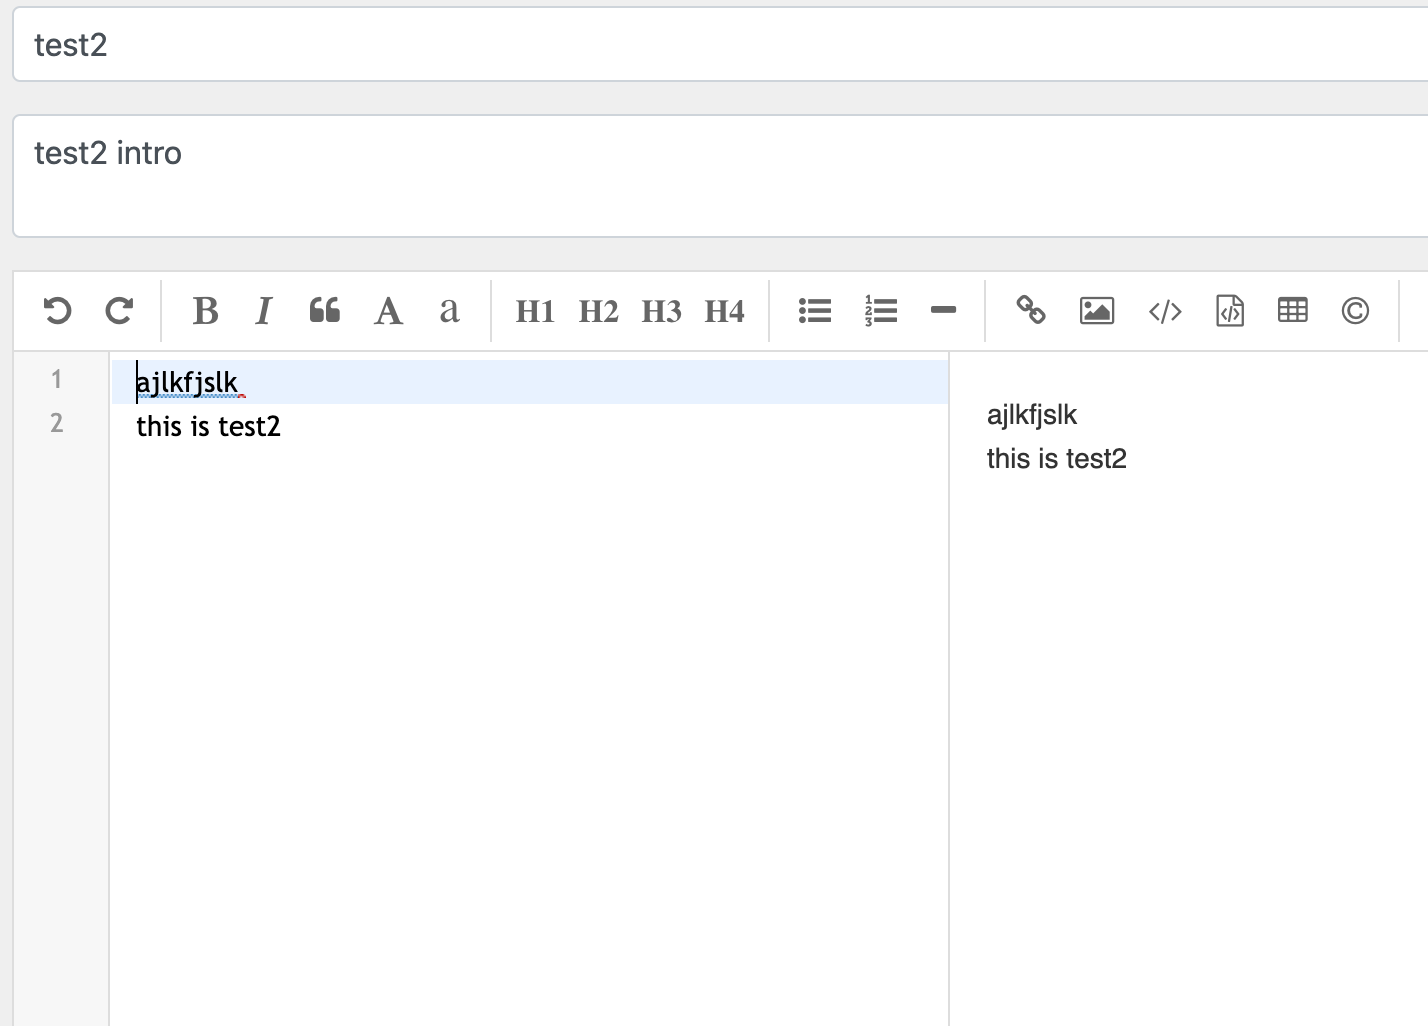 test2
test2 intro
B I A a H1 H2 H3 H4
1 ajlkfjslk
2 this is test2
ajlkfjslk
this is test2